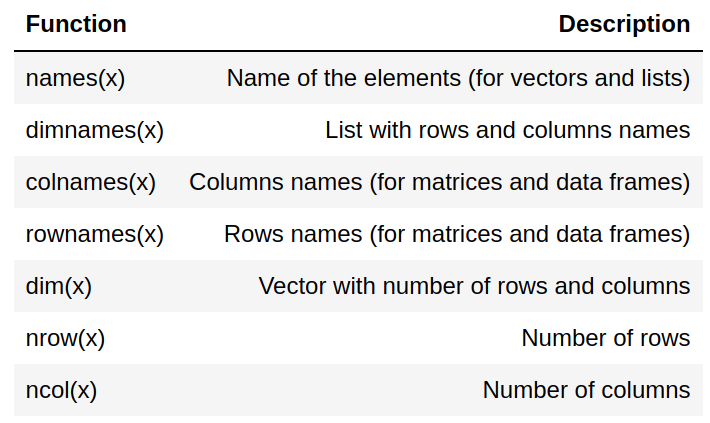 Function Description
names(x) Name of the elements (for vectors and lists)
dimnames(x) List with rows and columns names
colnames(x) Columns names (for matrices and data frames)
rownames(x) Rows names (for matrices and data frames)
dim(x) Vector with number of rows and columns
nrow(x) Number of rows
ncol(x) Number of columns